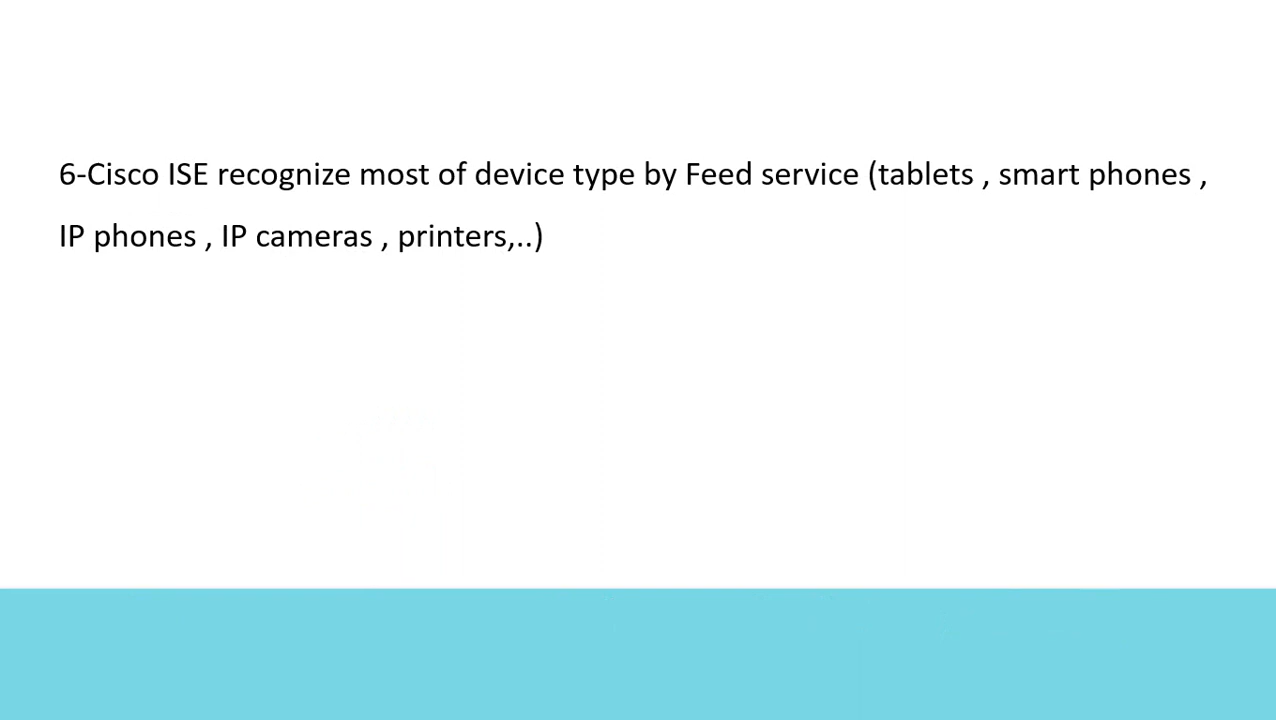 6-Cisco ISE recognize most of device type by Feed service (tablets , smart phones ,
IP phones , IP cameras , printers,..)